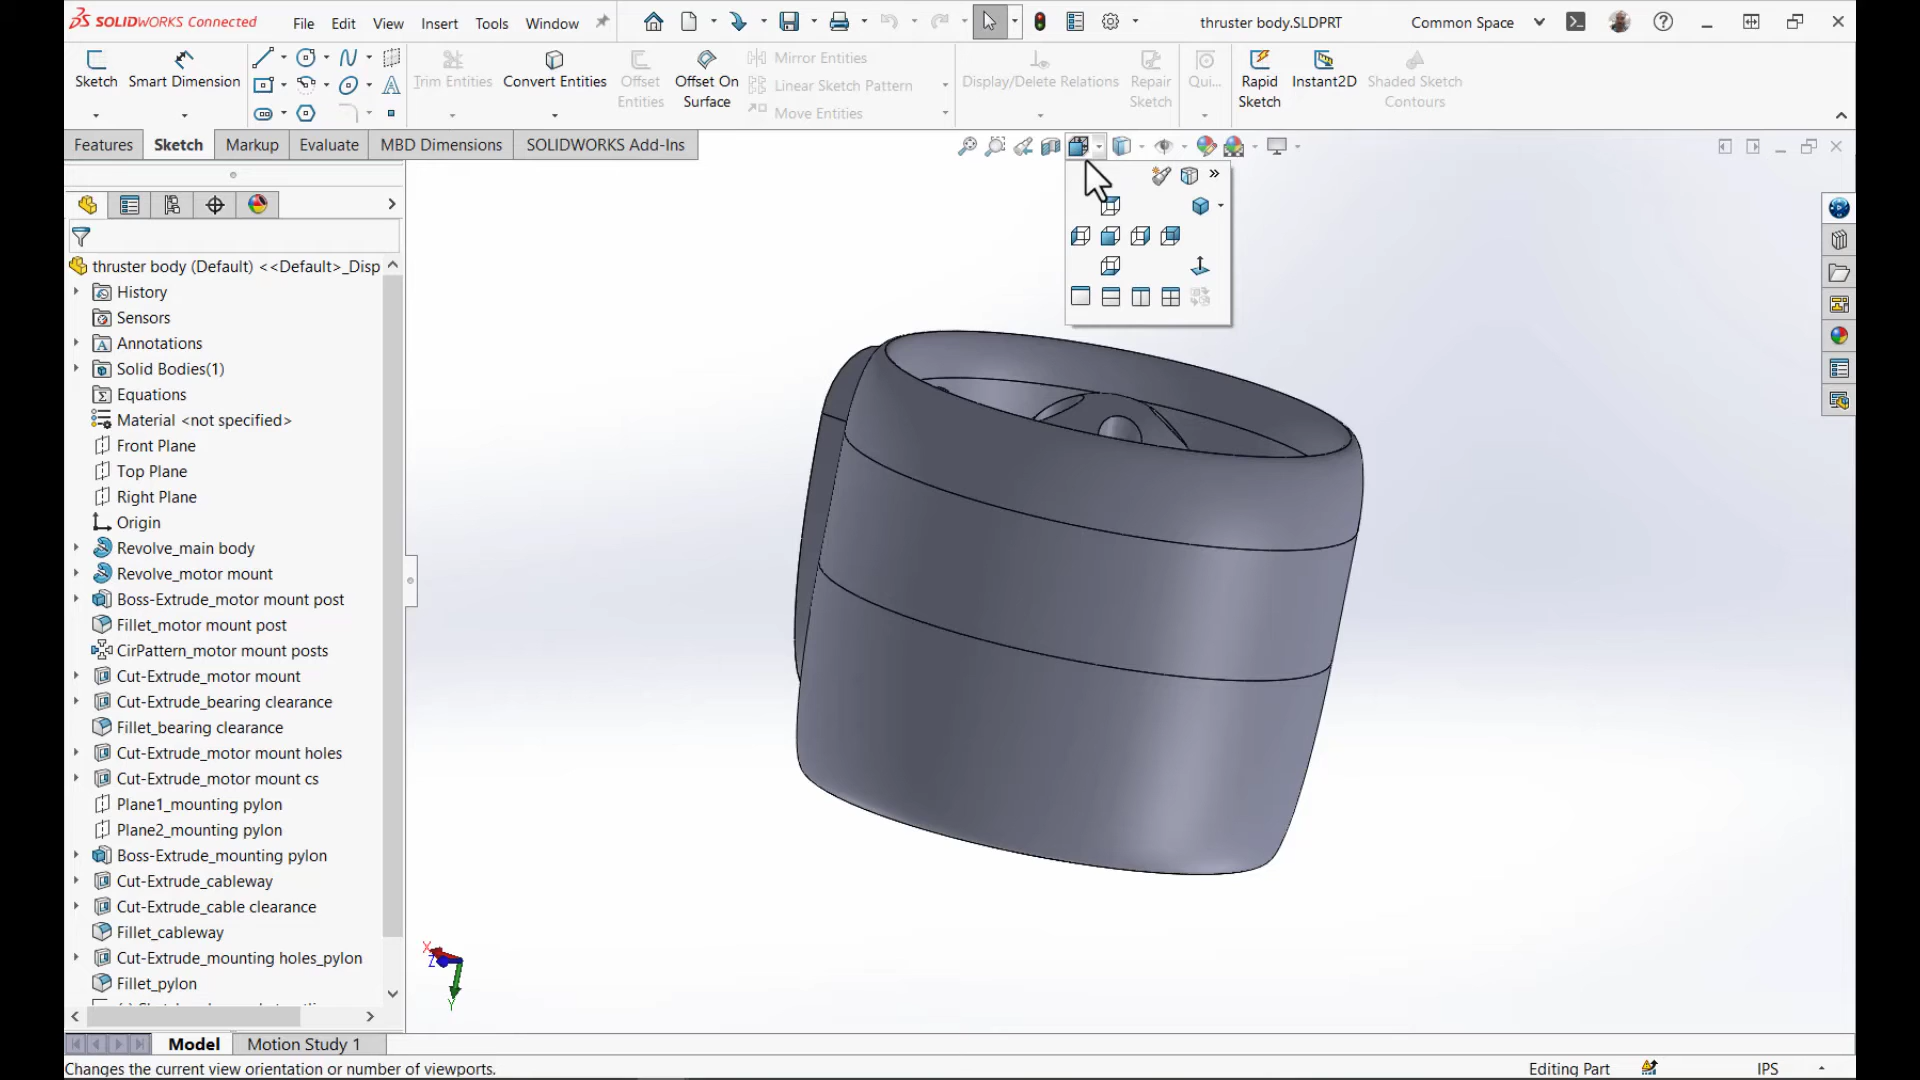 SOLIDWORKS Connected
File Edit View Insert Tools Window
thruster body.SLDPRT
Common Space
Sketch
Smart Dimension
Trim Entities
Convert Entities
Offset Entities
Offset On Surface
Mirror Entities
Linear Sketch Pattern
Move Entities
Display/Delete Relations
Repair Sketch
Qui...
Rapid Sketch
Instant2D
Shaded Sketch Contours
Features
Sketch
Markup
Evaluate
MBD Dimensions
SOLIDWORKS Add-Ins
thruster body (Default) <<Default>_Disp
History
Sensors
Annotations
Solid Bodies(1)
Equations
Material <not specified>
Front Plane
Top Plane
Right Plane
Origin
Revolve_main body
Revolve_motor mount
Boss-Extrude_motor mount post
Fillet_motor mount post
CirPattern_motor mount posts
Cut-Extrude_motor mount
Cut-Extrude_bearing clearance
Fillet_bearing clearance
Cut-Extrude_motor mount holes
Cut-Extrude_motor mount cs
Plane1_mounting pylon
Plane2_mounting pylon
Boss-Extrude_mounting pylon
Cut-Extrude_cableway
Cut-Extrude_cable clearance
Fillet_cableway
Cut-Extrude_mounting holes_pylon
Fillet_pylon
X
Z
Y
Model
Motion Study 1
Changes the current view orientation or number of viewports.
Editing Part
IPS